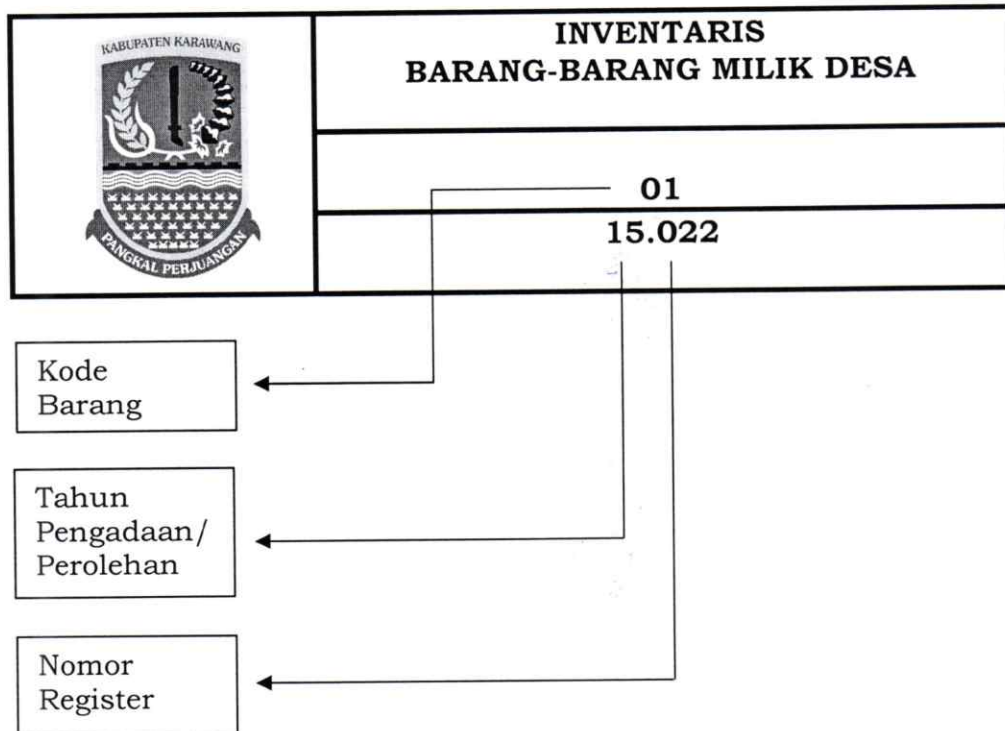 KABUPATEN KARAWANG
PANGKAL PERJUANGAN
INVENTARIS
BARANG-BARANG MILIK DESA
01
15.022
Kode
Barang
Tahun
Pengadaan/
Perolehan
Nomor
Register